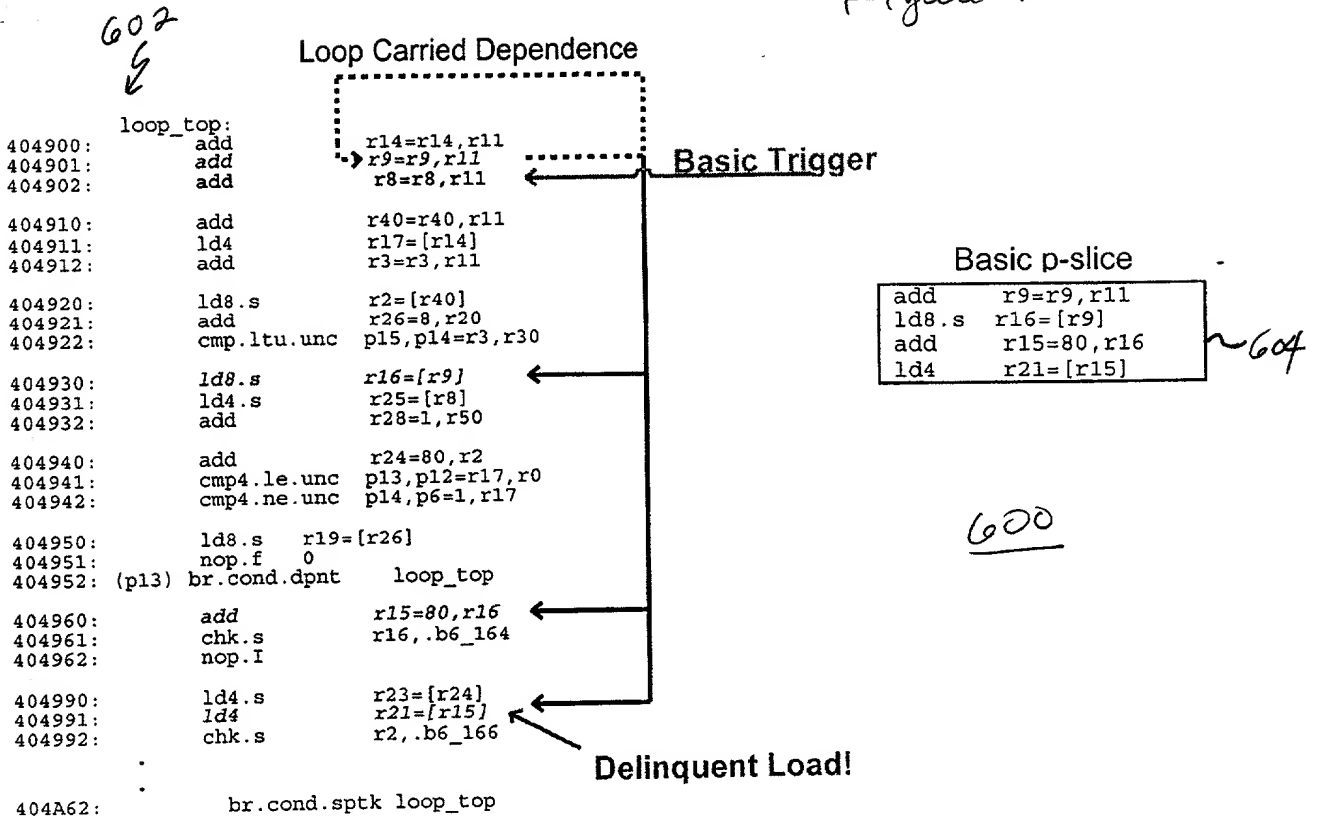 602
Loop Carried Dependence
loop_top:
404900: add r14=r14,r11
404901: add r9=r9,r11
404902: add r8=r8,r11
Basic Trigger
404910: add r40=r40,r11
404911: ld4 r17=[r14]
404912: add r3=r3,r11
404920: ld8.s r2=[r40]
404921: add r26=8,r20
404922: cmp.ltu.unc p15,p14=r3,r30
404930: ld8.s r16=[r9]
404931: ld4.s r25=[r8]
404932: add r28=1,r50
404940: add r24=80,r2
404941: cmp4.le.unc p13,p12=r17,r0
404942: cmp4.ne.unc p14,p6=1,r17
404950: ld8.s r19=[r26]
404951: nop.f 0
404952: (p13) br.cond.dpnt loop_top
404960: add r15=80,r16
404961: chk.s r16,.b6_164
404962: nop.I
404990: ld4.s r23=[r24]
404991: ld4 r21=[r15]
404992: chk.s r2,.b6_166
Delinquent Load!
404A62: br.cond.sptk loop_top
Basic p-slice
add r9=r9,r11
ld8.s r16=[r9]
add r15=80,r16
ld4 r21=[r15]
604
600